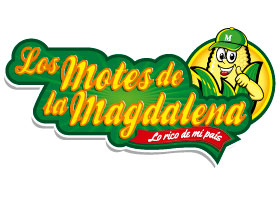 Los Motes de
la Magdalena
Lo rico de mi país
M